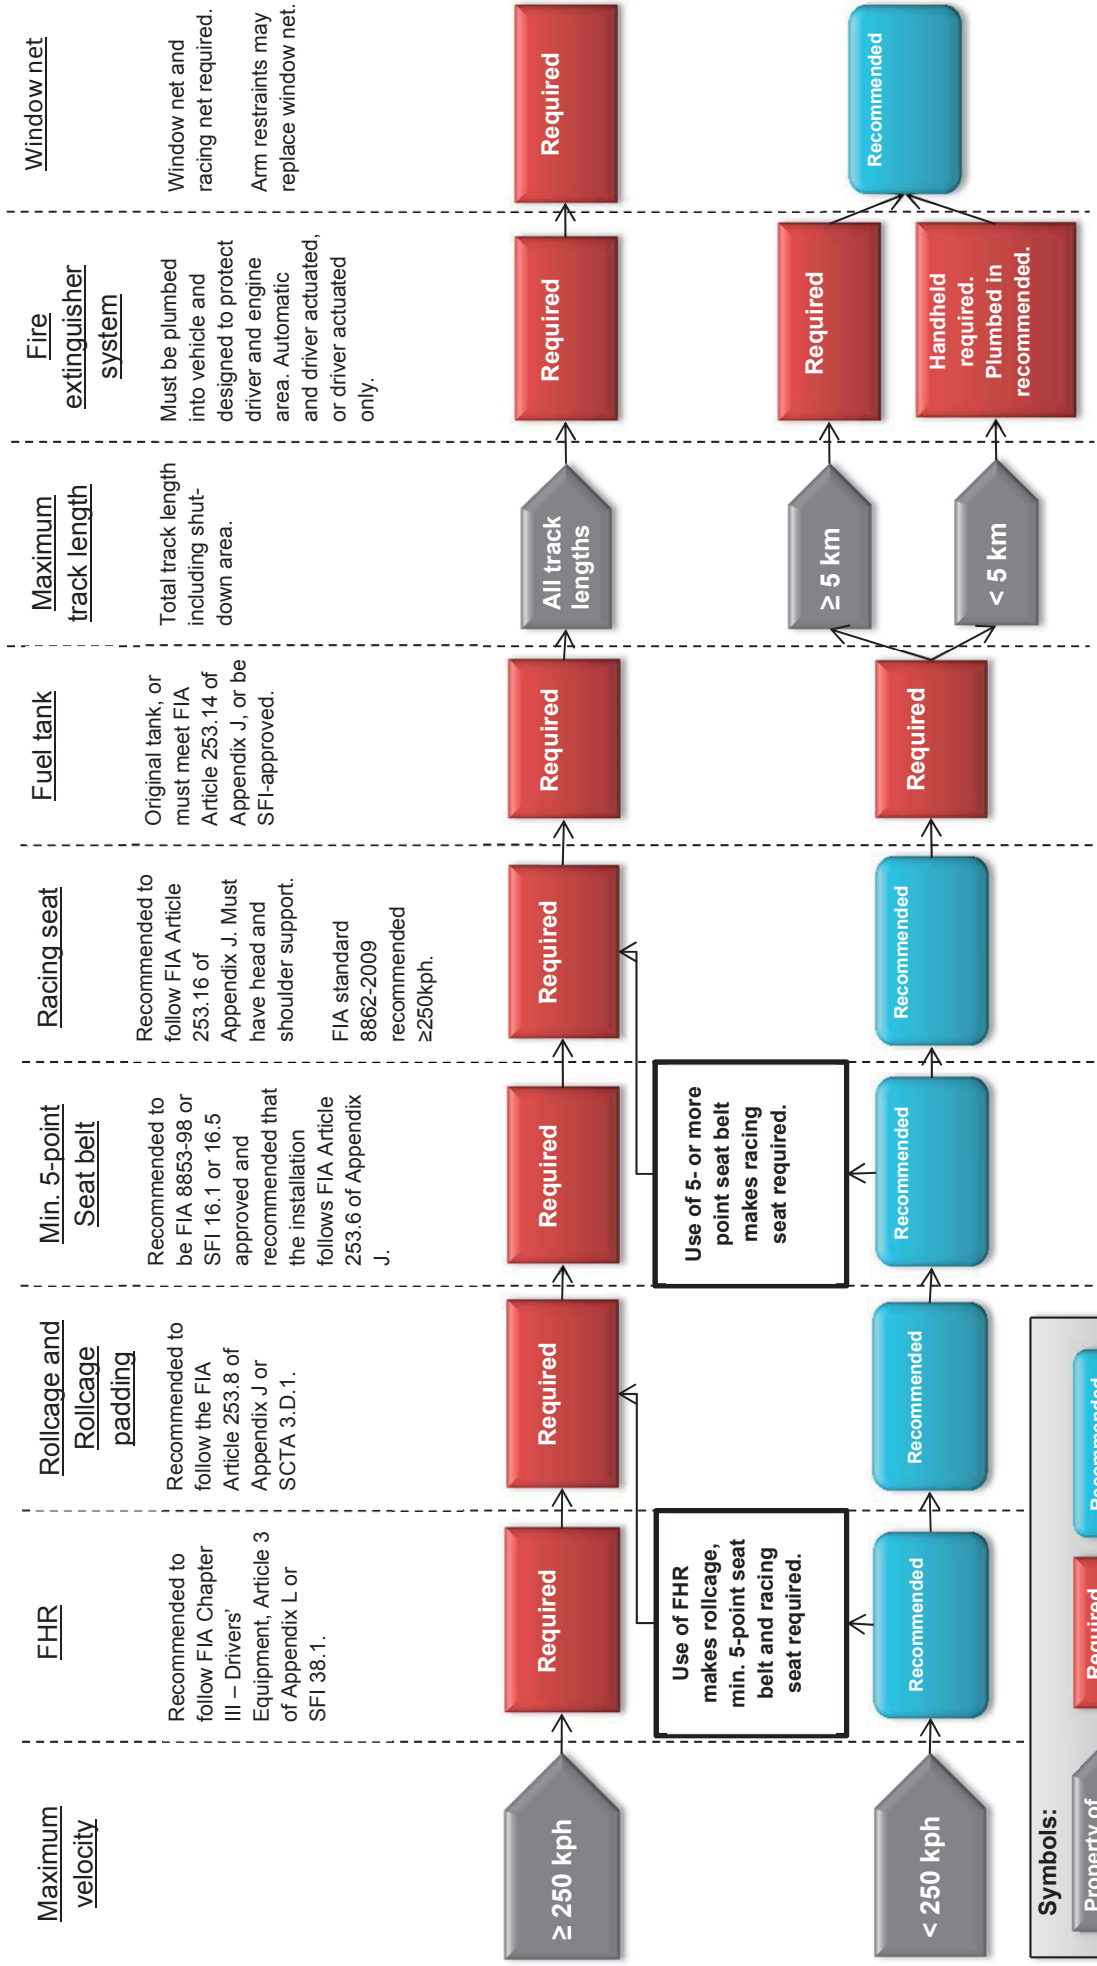 Maximum
velocity
FHR
Rollcage and
Rollcage
padding
Min. 5-point
Seat belt
Racing seat
Fuel tank
Maximum
track length
Fire
extinguisher
system
Window net
Recommended to
follow FIA Chapter
III – Drivers'
Equipment, Article 3
of Appendix L or
SFI 38.1.
Recommended to
follow the FIA
Article 253.8 of
Appendix J or
SCTA 3.D.1.
Recommended to
be FIA 8853-98 or
SFI 16.1 or 16.5
approved and
recommended that
the installation
follows FIA Article
253.6 of Appendix
J.
Recommended to
follow FIA Article
253.16 of
Appendix J. Must
have head and
shoulder support.
FIA standard
8862-2009
recommended
≥250kph.
Original tank, or
must meet FIA
Article 253.14 of
Appendix J, or be
SFI-approved.
Total track length
including shut-
down area.
Must be plumbed
into vehicle and
designed to protect
driver and engine
area. Automatic
and driver actuated,
or driver actuated
only.
Window net and
racing net required.
Arm restraints may
replace window net.
≥ 250 kph
Required
Required
Required
Required
Required
All track
lengths
Required
Required
Use of FHR
makes rollcage,
min. 5-point seat
belt and racing
seat required.
Use of 5- or more
point seat belt
makes racing
seat required.
< 250 kph
Recommended
Recommended
Recommended
Recommended
Required
≥ 5 km
Required
< 5 km
Handheld
required.
Plumbed in
recommended.
Recommended
Symbols:
Property of
Required
Recommended